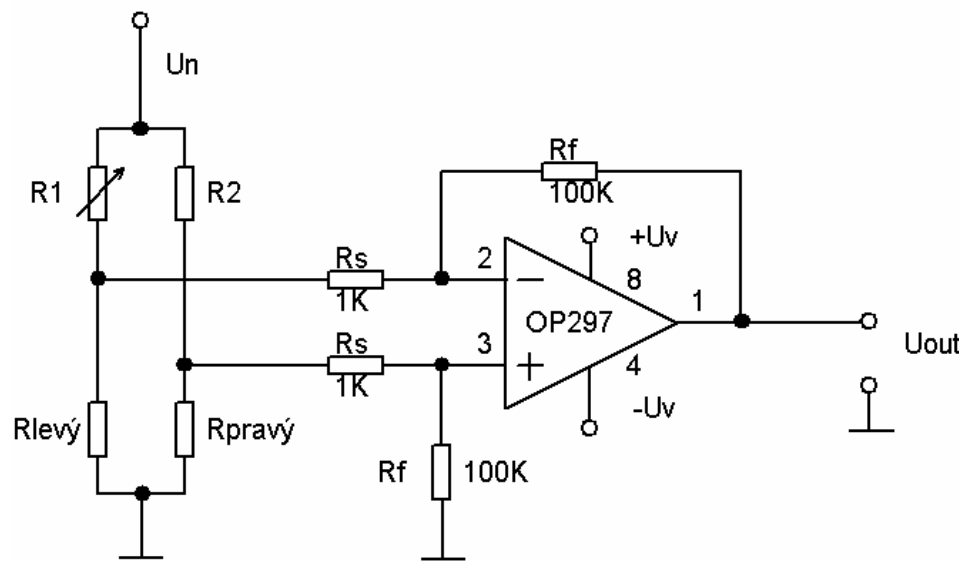 Un
Rf
100K
R1
R2
+Uv
Rs
1K
2
8
1
OP297
Uout
Rs
1K
3
4
-Uv
Rlevý
Rpravý
Rf
100K